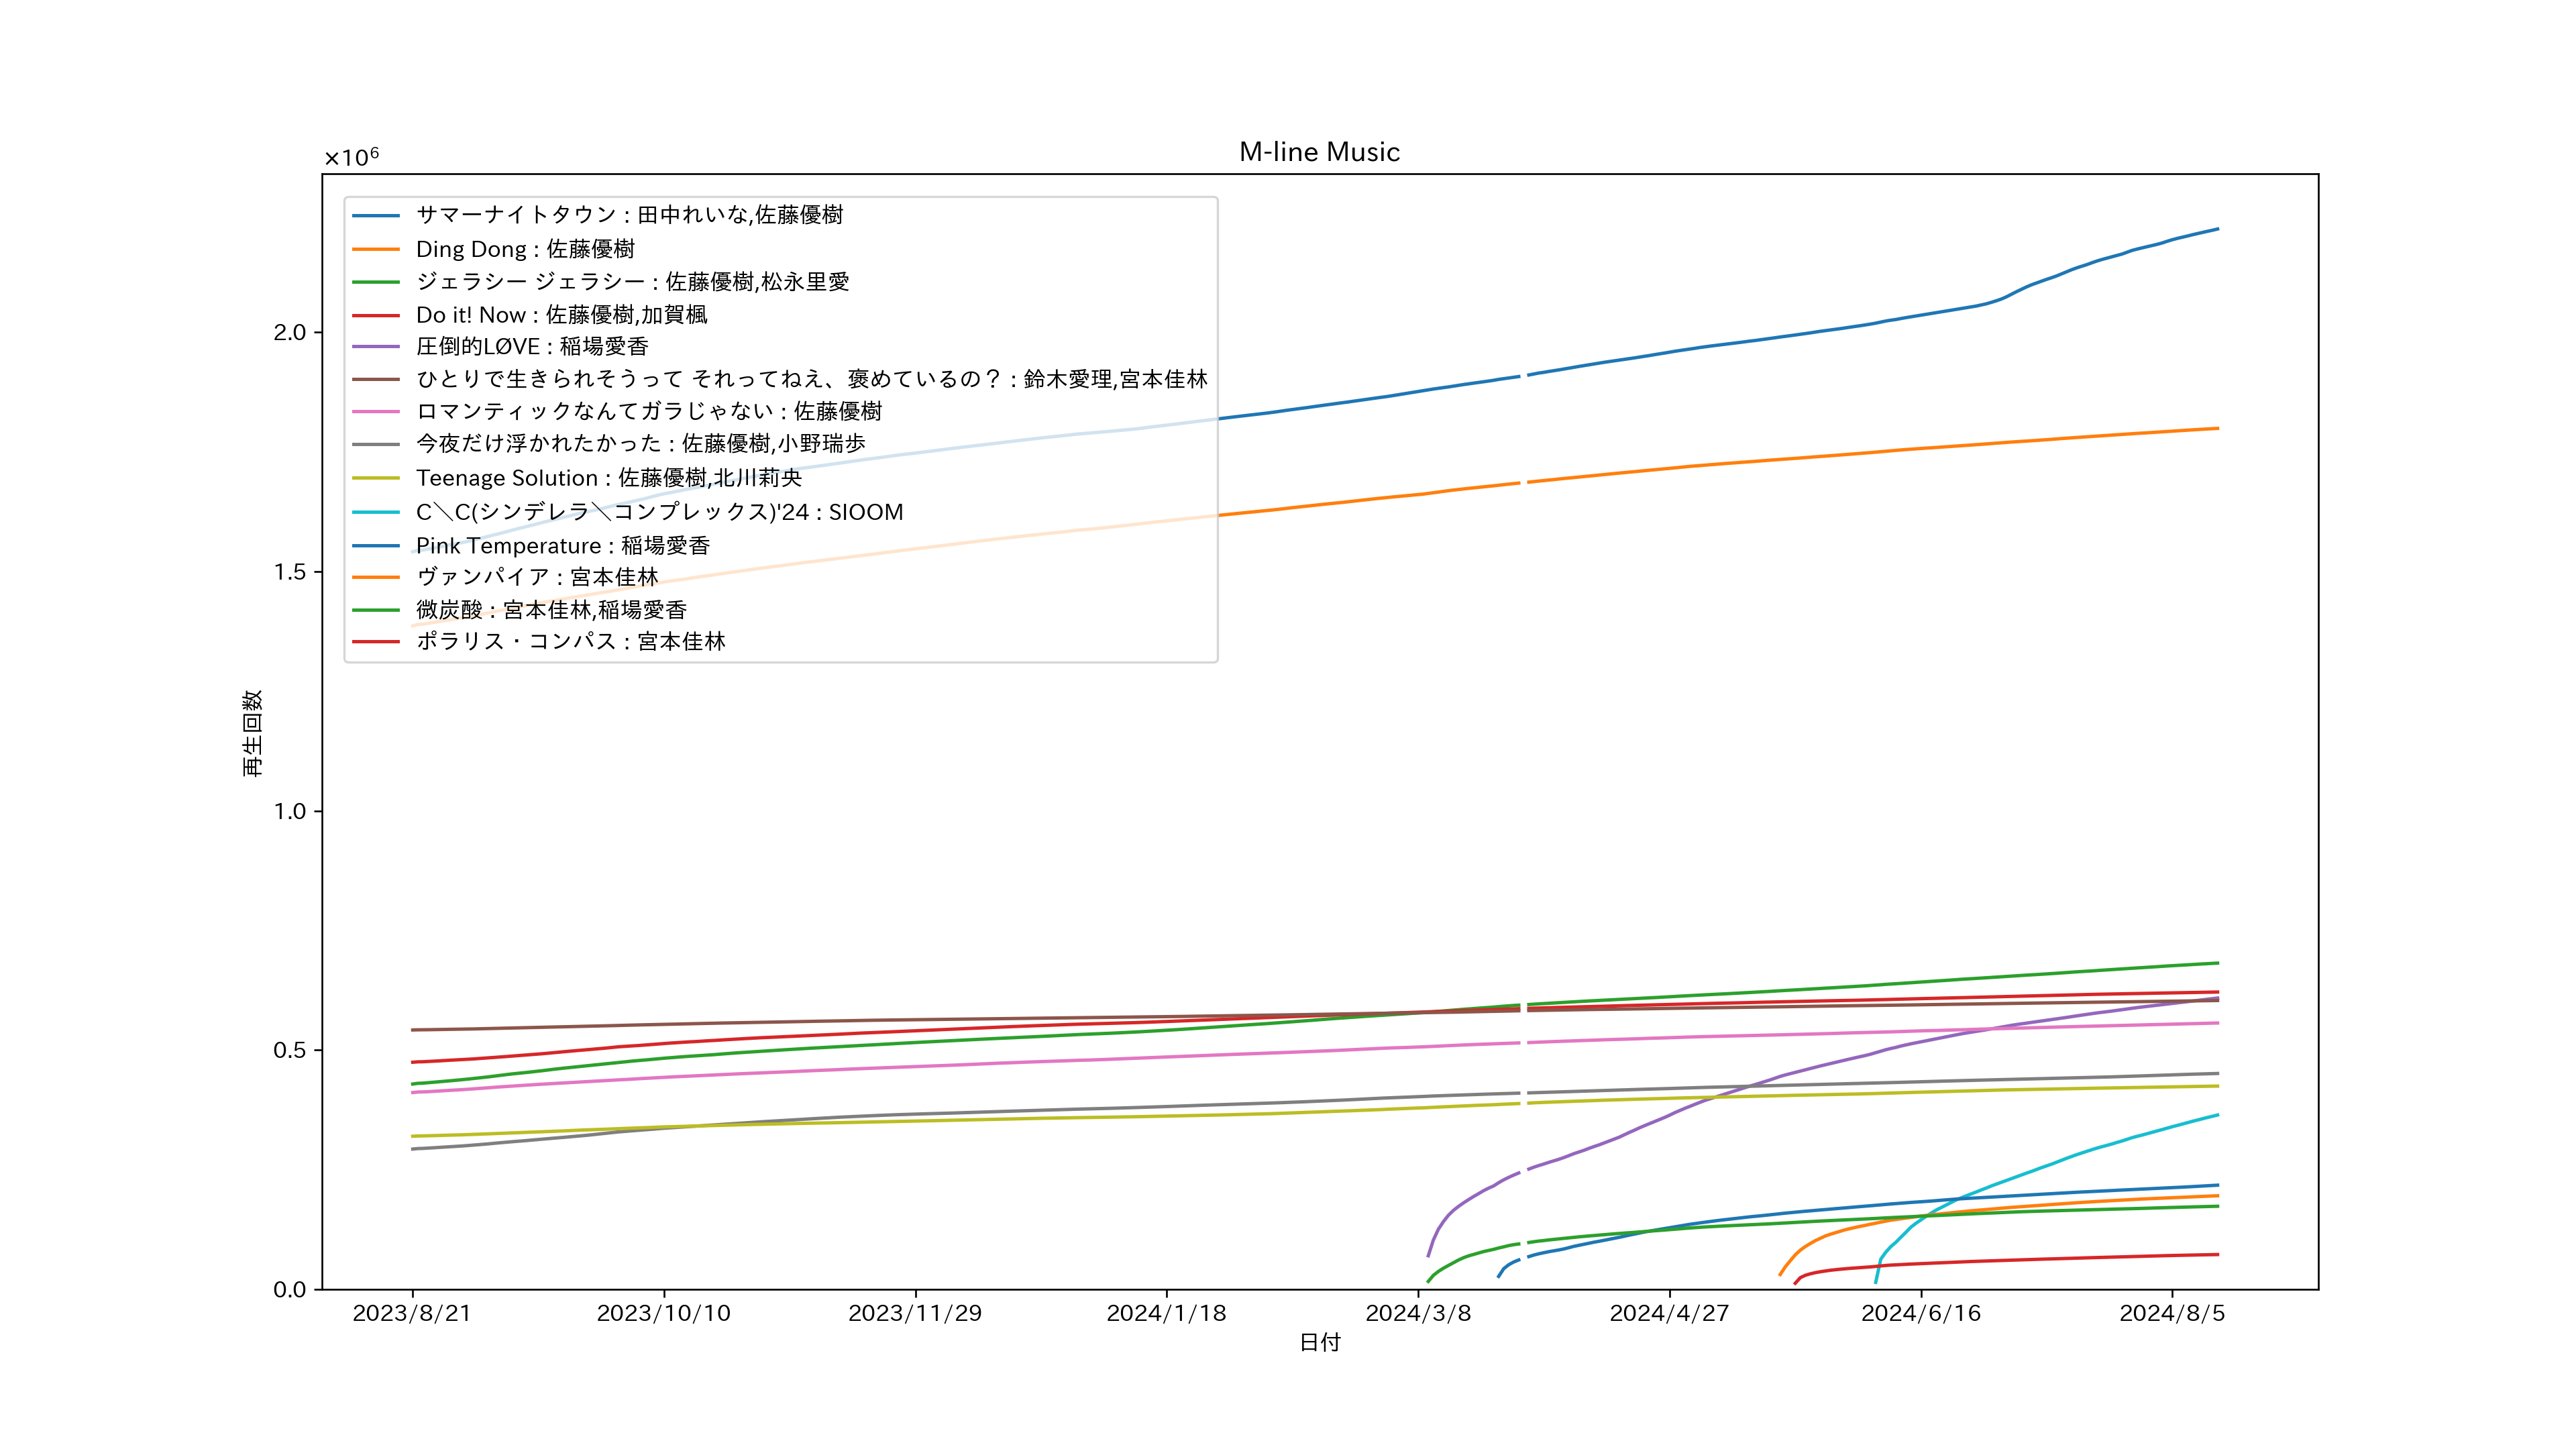 M-line Music
×10⁶
サマーナイトタウン : 田中れいな,佐藤優樹
Ding Dong : 佐藤優樹
ジェラシー ジェラシー : 佐藤優樹,松永里愛
Do it! Now : 佐藤優樹,加賀楓
圧倒的LØVE : 稲場愛香
ひとりで生きられそうって それってねえ、褒めているの？ : 鈴木愛理,宮本佳林
ロマンティックなんてガラじゃない : 佐藤優樹
今夜だけ浮かれたかった : 佐藤優樹,小野瑞歩
Teenage Solution : 佐藤優樹,北川莉央
C＼C(シンデレラ＼コンプレックス)'24 : SIOOM
Pink Temperature : 稲場愛香
ヴァンパイア : 宮本佳林
微炭酸 : 宮本佳林,稲場愛香
ポラリス・コンパス : 宮本佳林
2.0
1.5
1.0
0.5
0.0
再生回数
2023/8/21 2023/10/10 2023/11/29 2024/1/18 2024/3/8 2024/4/27 2024/6/16 2024/8/5
日付